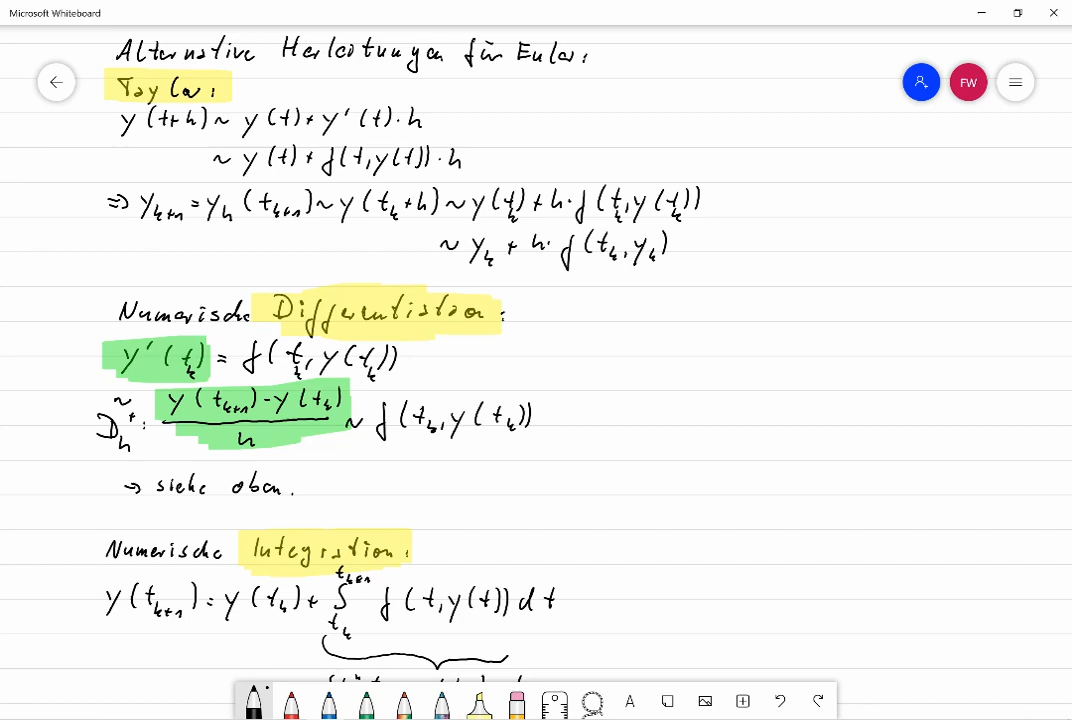 Microsoft Whiteboard
FW
Alternative Herleitungen für Euler:
Taylor:
y(t+h) ~ y(t) + y'(t)·h
~ y(t) + f(t, y(t))·h
⇒ y_{k+1} = y_h(t_{k+1}) ~ y(t_k+h) ~ y(t_k) + h·f(t_k, y(t_k))
~ y_k + h·f(t_k, y_k)
Numerische Differentiation:
y'(t_k) = f(t_k, y(t_k))
~
D_h^+: (y(t_{k+1}) - y(t_k)) / h ~ f(t_k, y(t_k))
⇒ siehe oben.
Numerische Integration:
y(t_{k+1}) = y(t_k) + ∫_{t_k}^{t_{k+1}} f(t, y(t)) dt
A